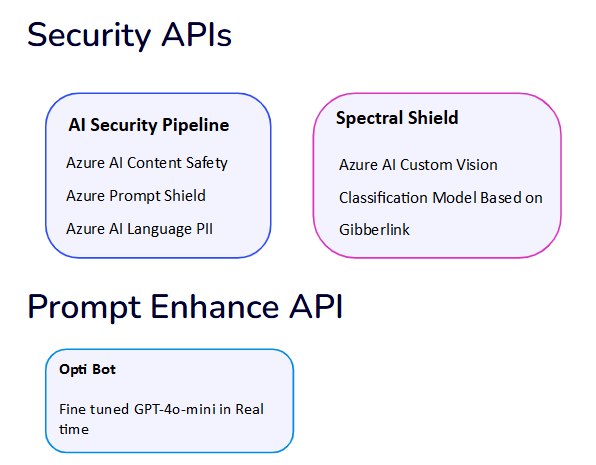 Security APIs
AI Security Pipeline
Azure AI Content Safety
Azure Prompt Shield
Azure AI Language PII
Spectral Shield
Azure AI Custom Vision
Classification Model Based on
Gibberlink
Prompt Enhance API
Opti Bot
Fine tuned GPT-4o-mini in Real
time